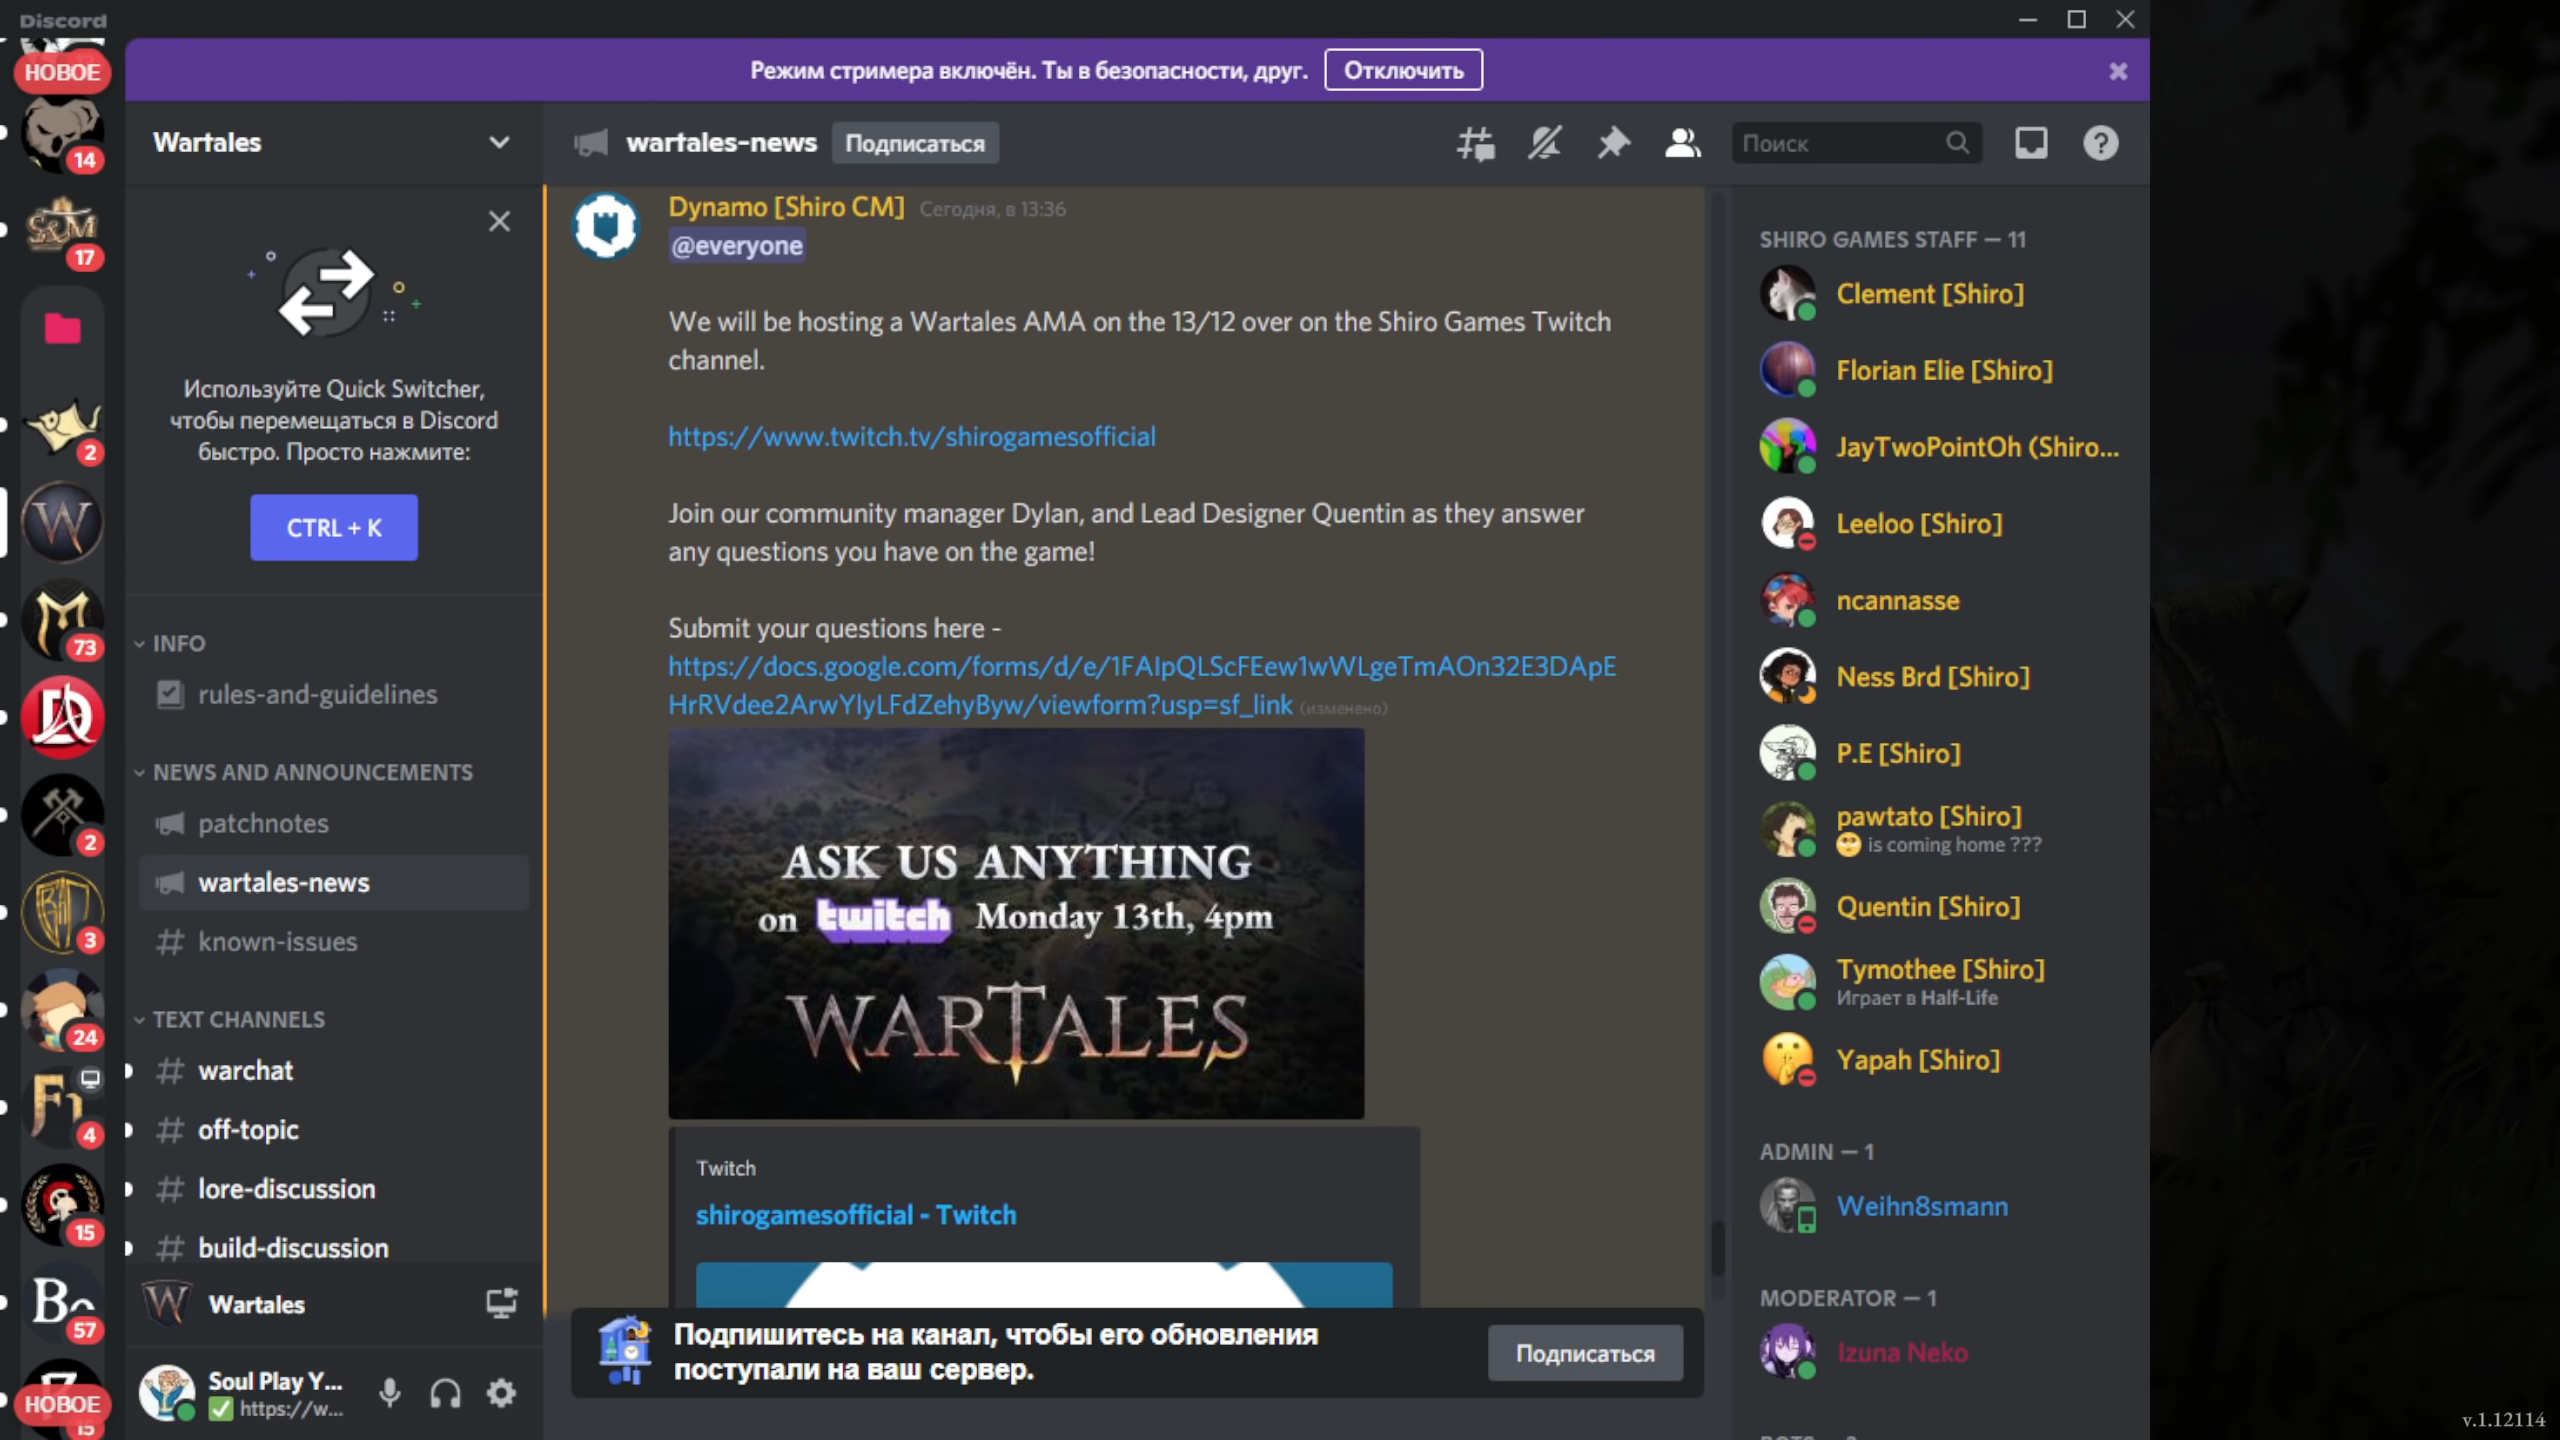 Discord
НОВОЕ
14
17
2
73
2
3
24
4
15
57
НОВОЕ
15
Режим стримера включён. Ты в безопасности, друг.
Отключить
Wartales
Используйте Quick Switcher,
чтобы перемещаться в Discord
быстро. Просто нажмите:
CTRL + K
INFO
rules-and-guidelines
NEWS AND ANNOUNCEMENTS
patchnotes
wartales-news
known-issues
TEXT CHANNELS
warchat
off-topic
lore-discussion
build-discussion
Wartales
Soul Play Y...
https://w...
wartales-news
Подписаться
Поиск
Dynamo [Shiro CM] Сегодня, в 13:36
@everyone
We will be hosting a Wartales AMA on the 13/12 over on the Shiro Games Twitch
channel.
https://www.twitch.tv/shirogamesofficial
Join our community manager Dylan, and Lead Designer Quentin as they answer
any questions you have on the game!
Submit your questions here -
https://docs.google.com/forms/d/e/1FAIpQLScFEew1wWLgeTmAOn32E3DApE
HrRVdee2ArwYlyLFdZehyByw/viewform?usp=sf_link (изменено)
ASK US ANYTHING
on twitch Monday 13th, 4pm
WARTALES
Twitch
shirogamesofficial - Twitch
Подпишитесь на канал, чтобы его обновления
поступали на ваш сервер.
Подписаться
SHIRO GAMES STAFF — 11
Clement [Shiro]
Florian Elie [Shiro]
JayTwoPointOh (Shiro...
Leeloo [Shiro]
ncannasse
Ness Brd [Shiro]
P.E [Shiro]
pawtato [Shiro]
is coming home ???
Quentin [Shiro]
Tymothee [Shiro]
Играет в Half-Life
Yapah [Shiro]
ADMIN — 1
Weihn8smann
MODERATOR — 1
Izuna Neko
v.1.12114